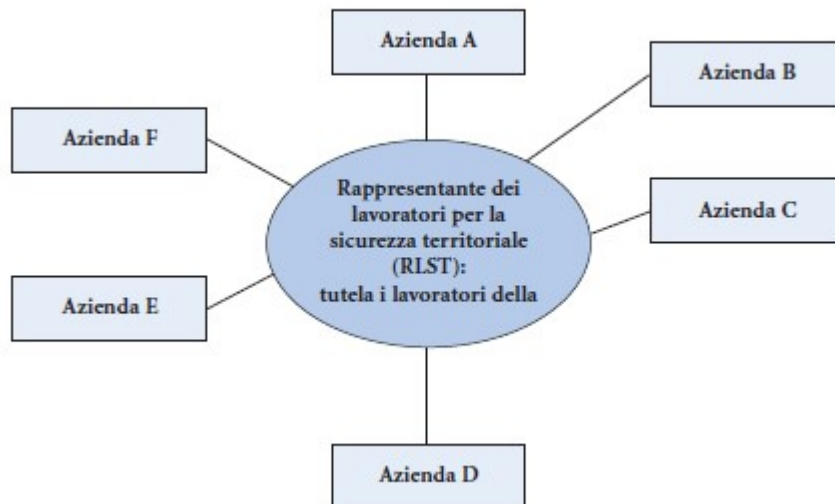 Azienda A
Azienda B
Azienda F
Rappresentante dei
lavoratori per la
sicurezza territoriale
(RLST):
tutela i lavoratori della
Azienda C
Azienda E
Azienda D